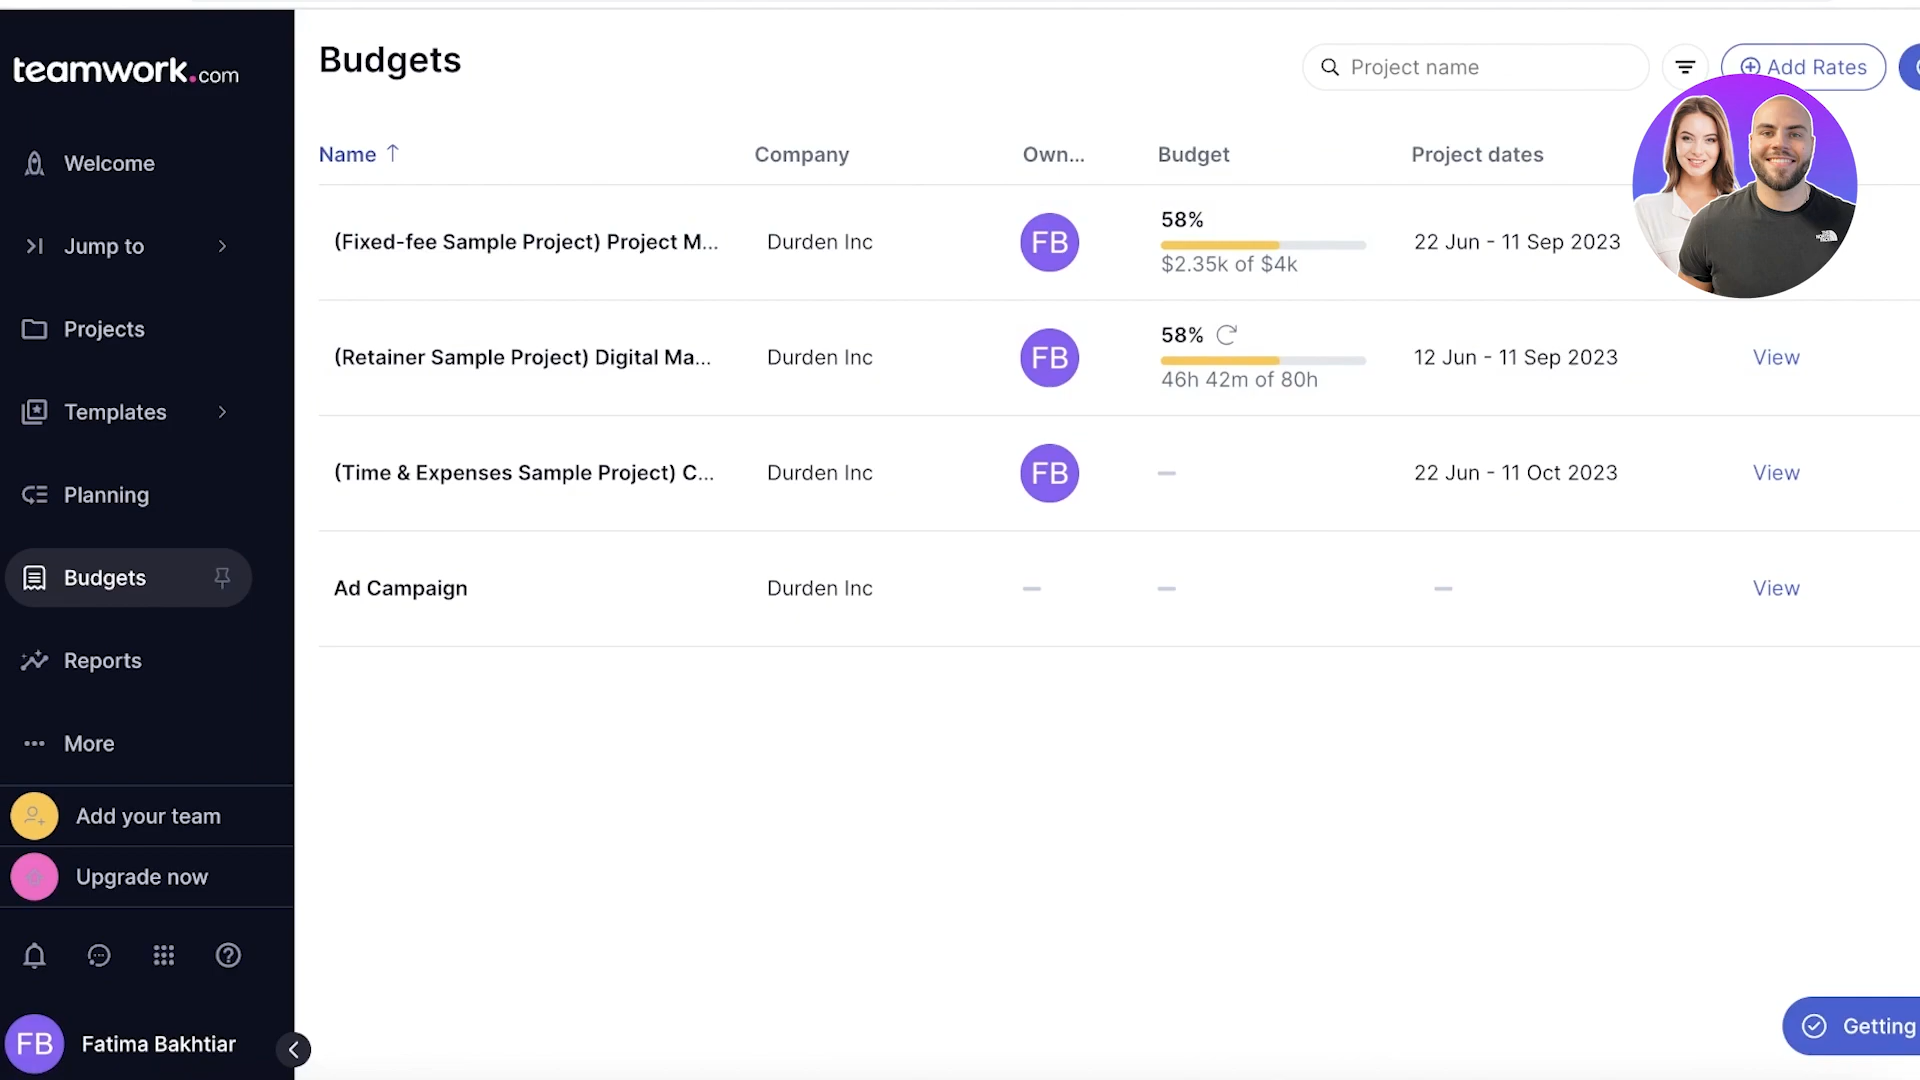 teamwork.com
Welcome
Jump to
Projects
Templates
Planning
Budgets
Reports
More
Add your team
Upgrade now
FB Fatima Bakhtiar
Budgets
Project name
Add Rates
Name ↑ Company Own... Budget Project dates
(Fixed-fee Sample Project) Project M... Durden Inc FB 58% 22 Jun - 11 Sep 2023
$2.35k of $4k
(Retainer Sample Project) Digital Ma... Durden Inc FB 58% 12 Jun - 11 Sep 2023 View
46h 42m of 80h
(Time & Expenses Sample Project) C... Durden Inc FB – 22 Jun - 11 Oct 2023 View
Ad Campaign Durden Inc – – – View
Getting